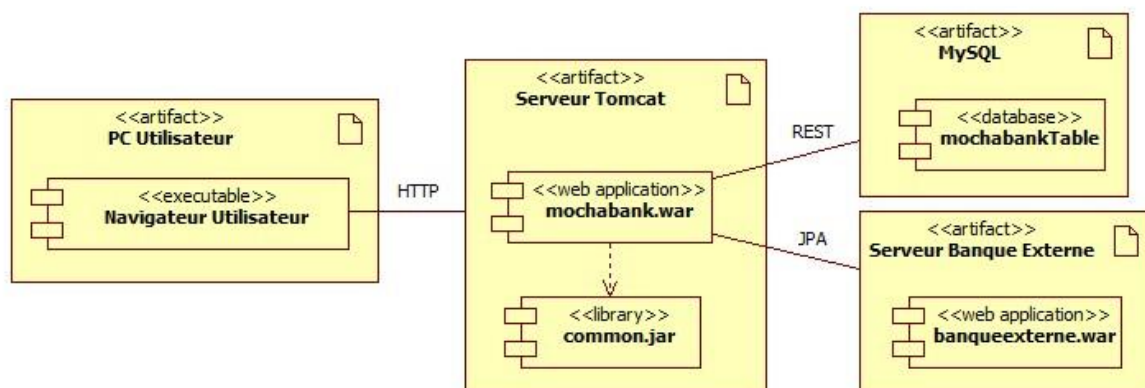 <<artifact>>
PC Utilisateur
<<executable>>
Navigateur Utilisateur
HTTP
<<artifact>>
Serveur Tomcat
<<web application>>
mochabank.war
<<library>>
common.jar
REST
JPA
<<artifact>>
MySQL
<<database>>
mochabankTable
<<artifact>>
Serveur Banque Externe
<<web application>>
banqueexterne.war